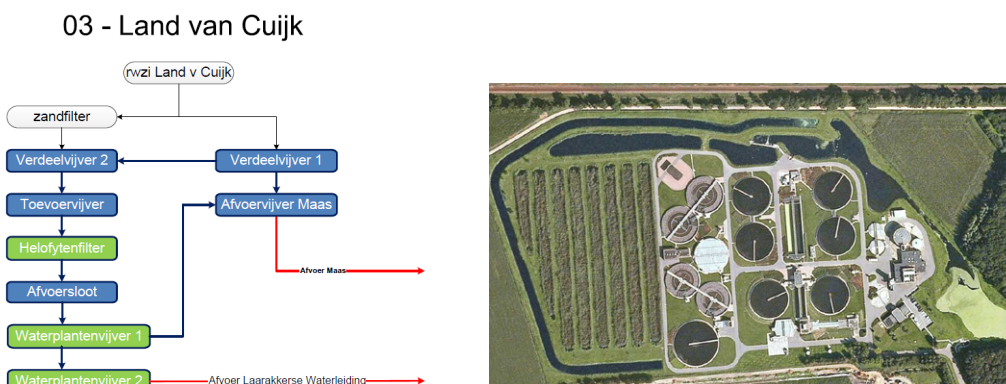 03 - Land van Cuijk
rwzi Land v Cuijk
zandfilter
Verdeelvijver 2
Verdeelvijver 1
Toevoervijver
Afvoervijver Maas
Helofytenfilter
Afvoer Maas
Afvoersloot
Waterplantenvijver 1
Waterplantenvijver 2
Afvoer Laarakkerse Waterleiding